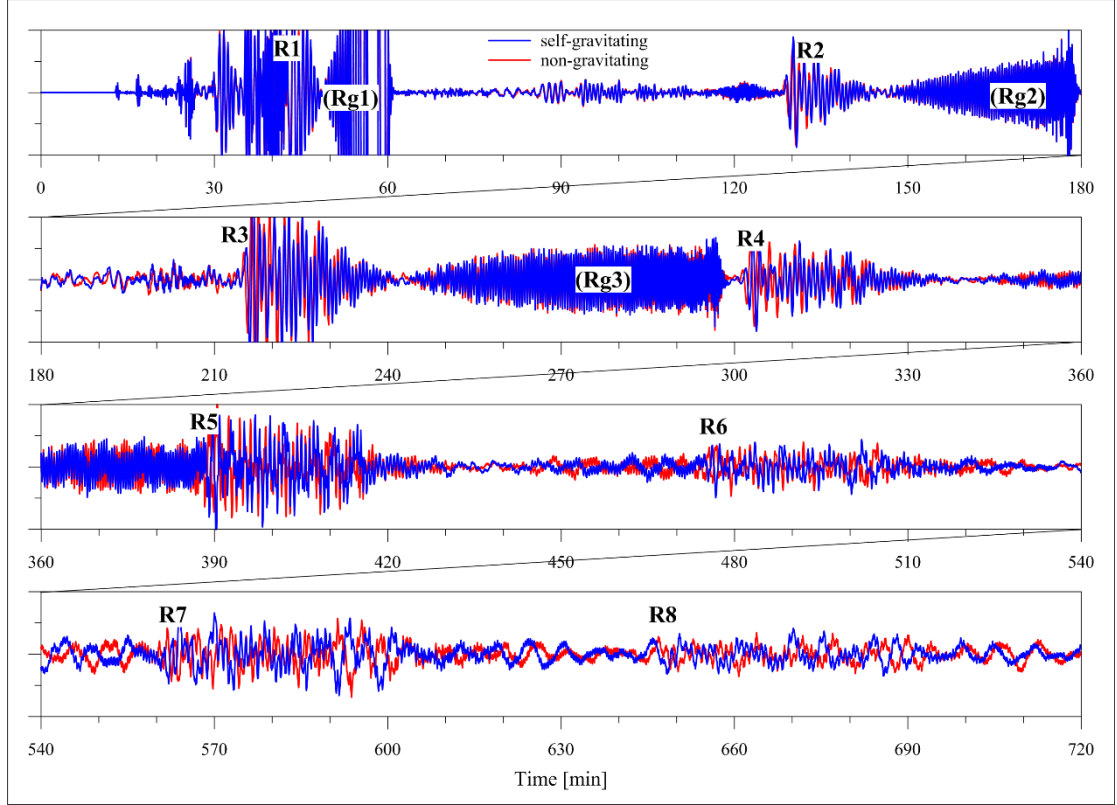 self-gravitating
non-gravitating
R1
(Rg1)
R2
(Rg2)
0 30 60 90 120 150 180
R3
(Rg3)
R4
180 210 240 270 300 330 360
R5
R6
360 390 420 450 480 510 540
R7
R8
540 570 600 630 660 690 720
Time [min]